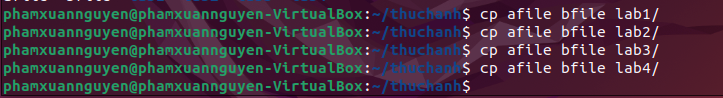 phamxuannguyen@phamxuannguyen-VirtualBox:~/thuchanh$ cp afile bfile lab1/
phamxuannguyen@phamxuannguyen-VirtualBox:~/thuchanh$ cp afile bfile lab2/
phamxuannguyen@phamxuannguyen-VirtualBox:~/thuchanh$ cp afile bfile lab3/
phamxuannguyen@phamxuannguyen-VirtualBox:~/thuchanh$ cp afile bfile lab4/
phamxuannguyen@phamxuannguyen-VirtualBox:~/thuchanh$